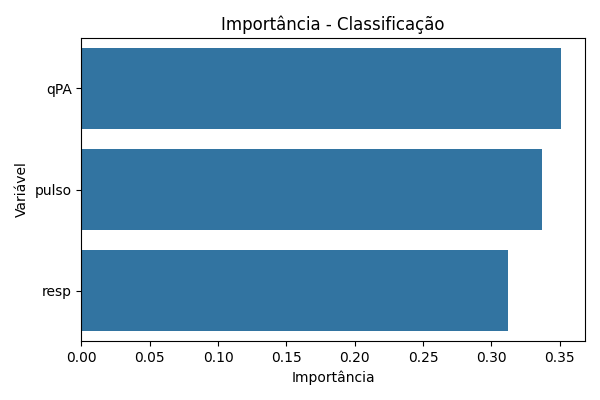 Importância - Classificação
qPA
pulso
resp
Variável
0.00 0.05 0.10 0.15 0.20 0.25 0.30 0.35
Importância